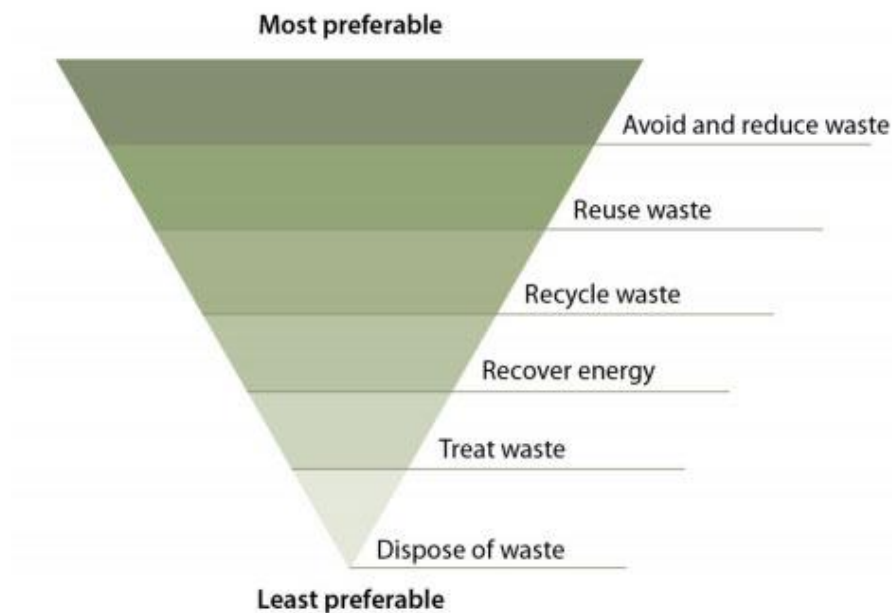 Most preferable
Avoid and reduce waste
Reuse waste
Recycle waste
Recover energy
Treat waste
Dispose of waste
Least preferable